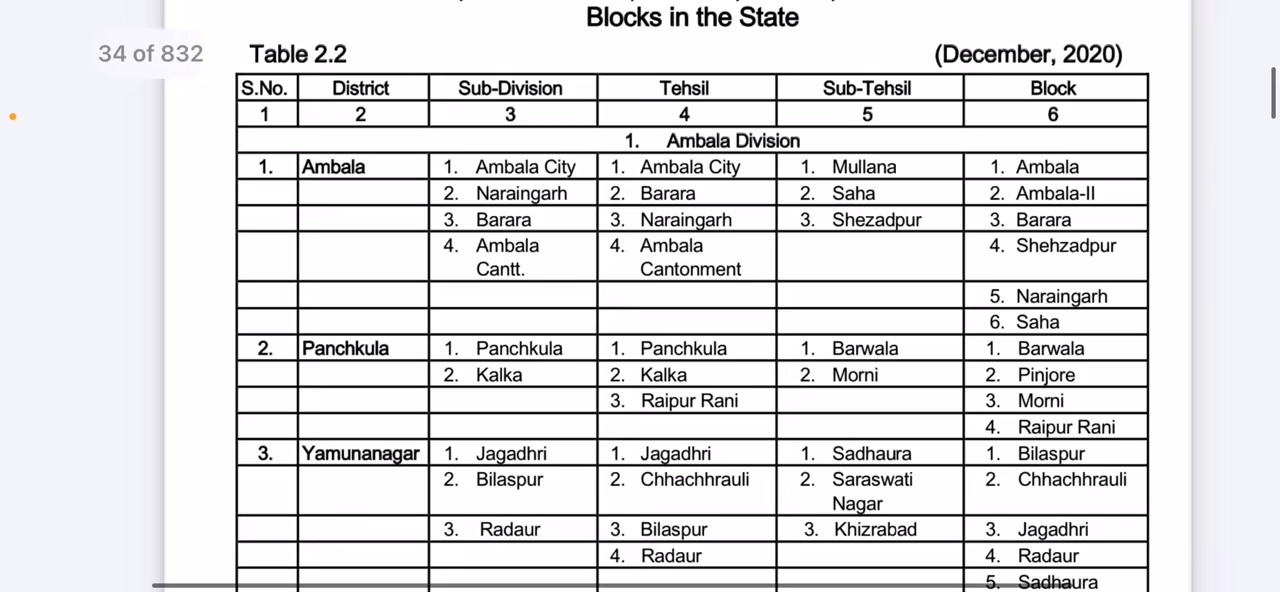 Blocks in the State
34 of 832
Table 2.2 (December, 2020)
S.No. District Sub-Division Tehsil Sub-Tehsil Block
1 2 3 4 5 6
1. Ambala Division
1. Ambala 1. Ambala City 1. Ambala City 1. Mullana 1. Ambala
2. Naraingarh 2. Barara 2. Saha 2. Ambala-II
3. Barara 3. Naraingarh 3. Shezadpur 3. Barara
4. Ambala 4. Ambala 4. Shehzadpur
Cantt. Cantonment
5. Naraingarh
6. Saha
2. Panchkula 1. Panchkula 1. Panchkula 1. Barwala 1. Barwala
2. Kalka 2. Kalka 2. Morni 2. Pinjore
3. Raipur Rani 3. Morni
4. Raipur Rani
3. Yamunanagar 1. Jagadhri 1. Jagadhri 1. Sadhaura 1. Bilaspur
2. Bilaspur 2. Chhachhrauli 2. Saraswati 2. Chhachhrauli
Nagar
3. Radaur 3. Bilaspur 3. Khizrabad 3. Jagadhri
4. Radaur 4. Radaur
5. Sadhaura